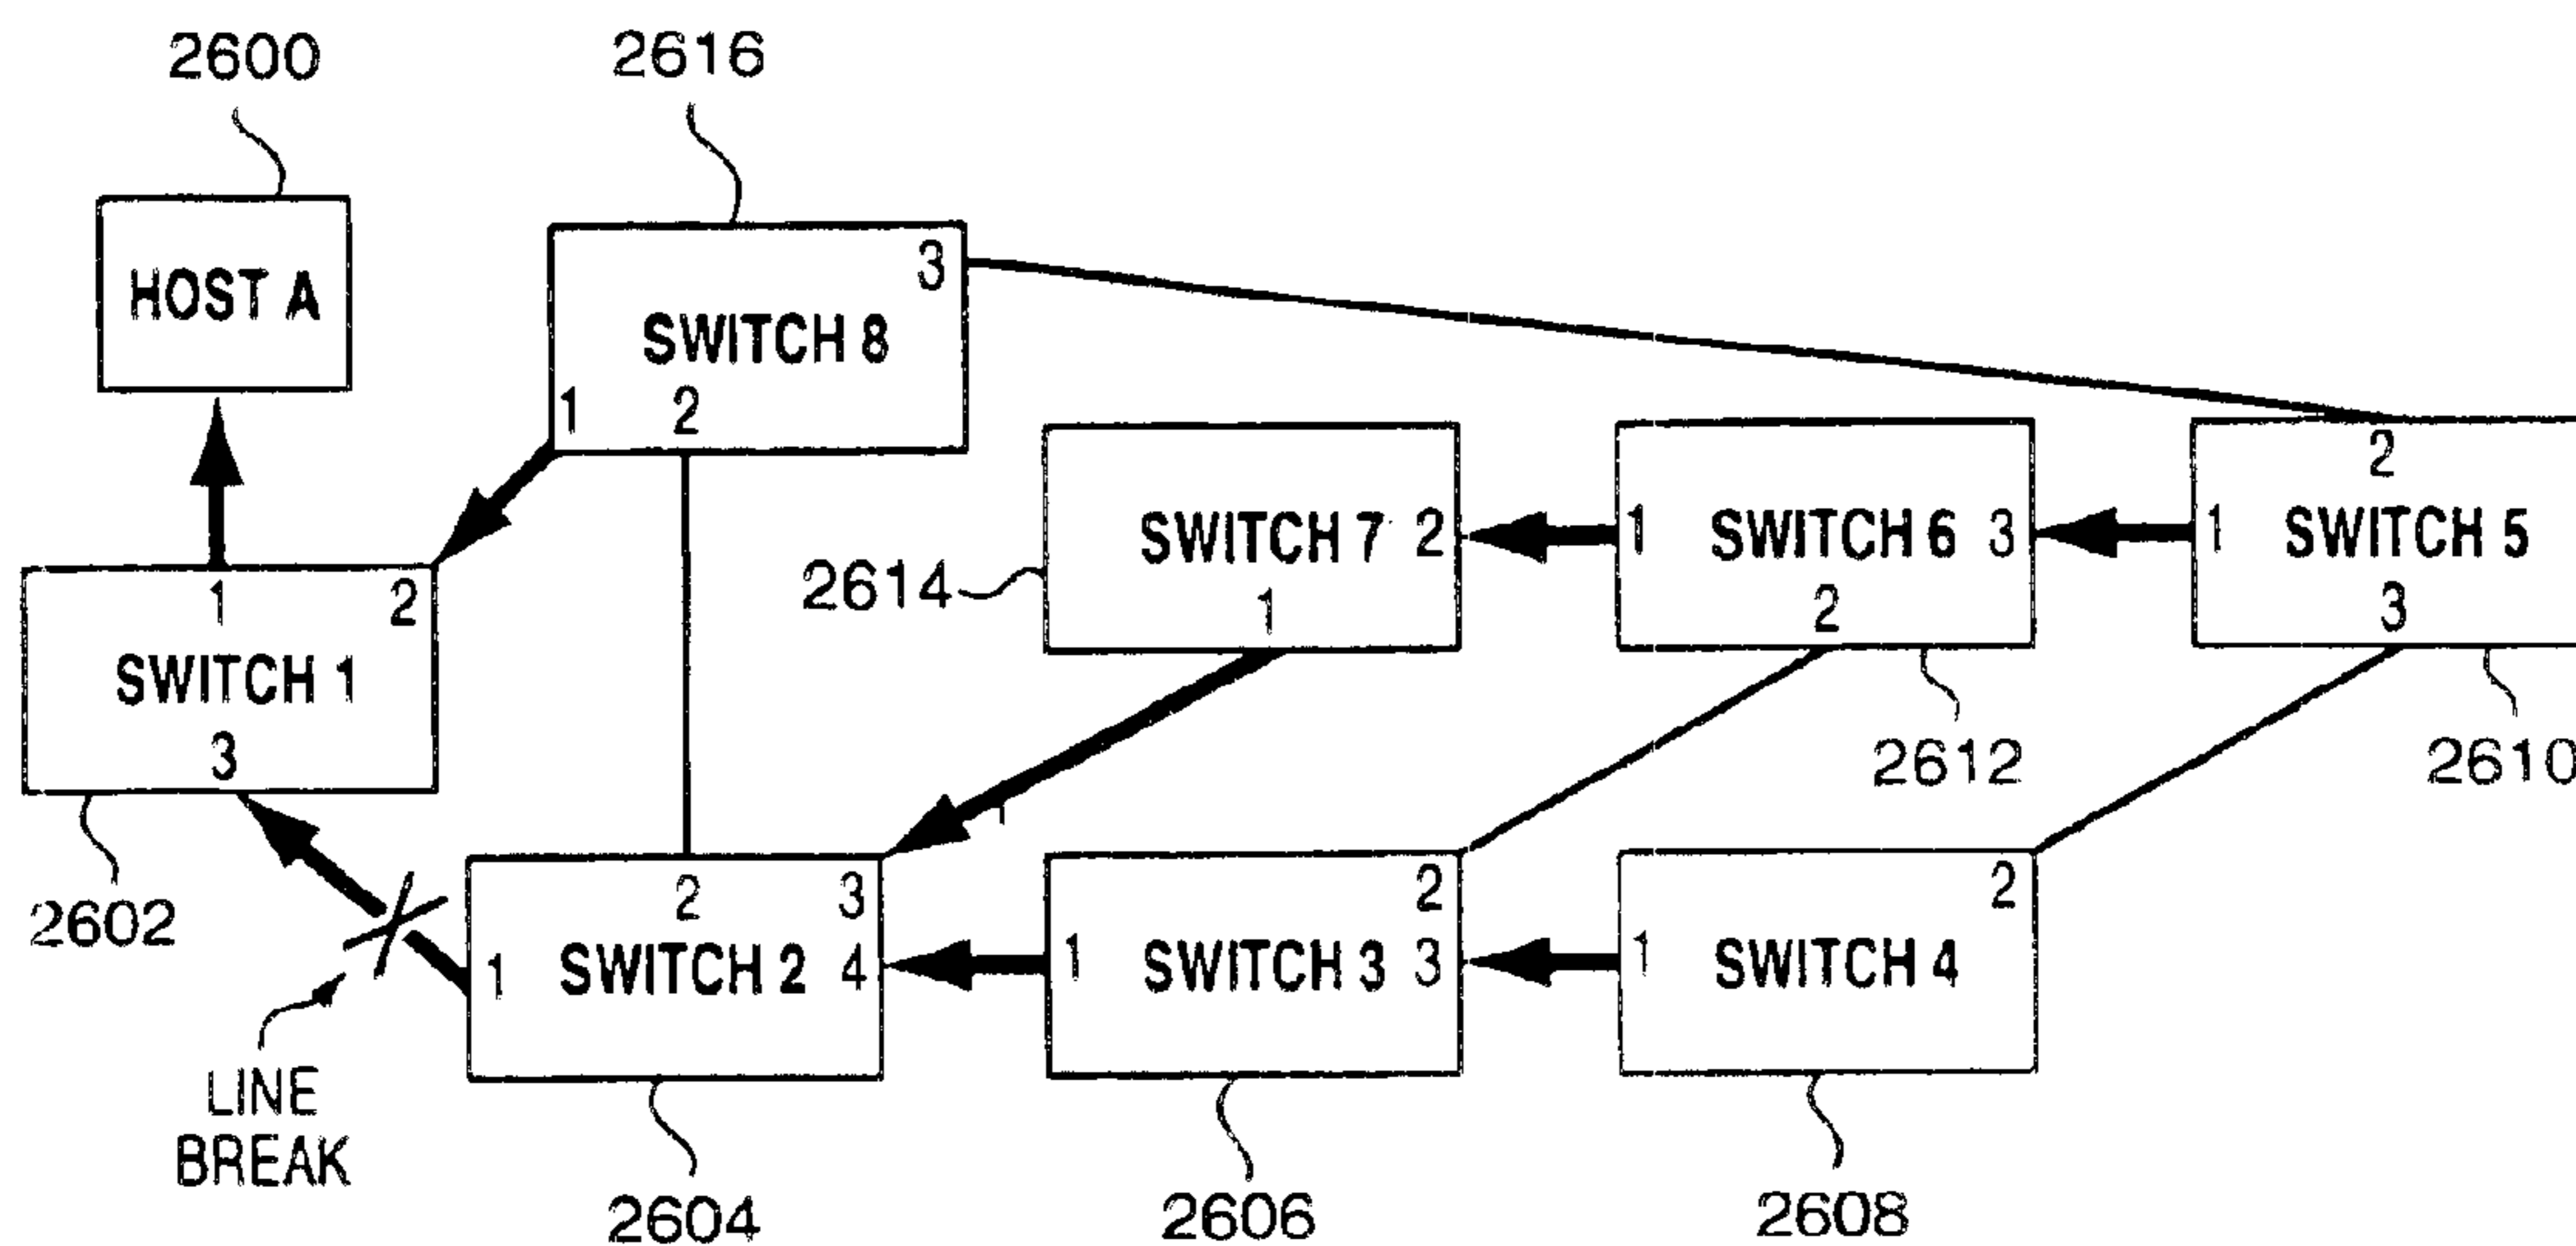 2600
2616
HOST A
3
SWITCH 8
1 2
2
1 SWITCH 5
3
1 SWITCH 6 3
2
SWITCH 7 2
1
2614
1 2
SWITCH 1
3
2612
2610
2602
2 3
1 SWITCH 2 4
2
1 SWITCH 3 3
2
1 SWITCH 4
LINE
BREAK
2604
2606
2608